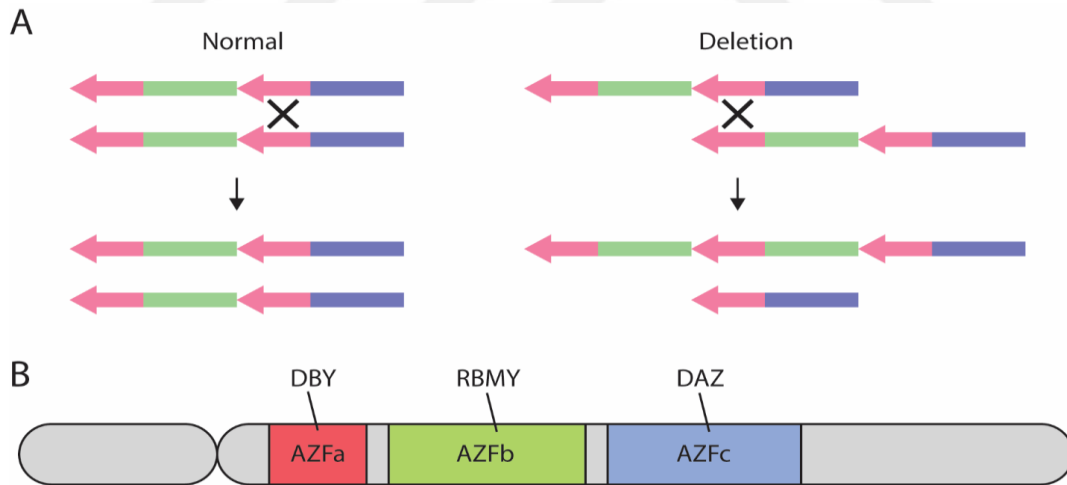 A
Normal Deletion
B
DBY RBMY DAZ
AZFa AZFb AZFc